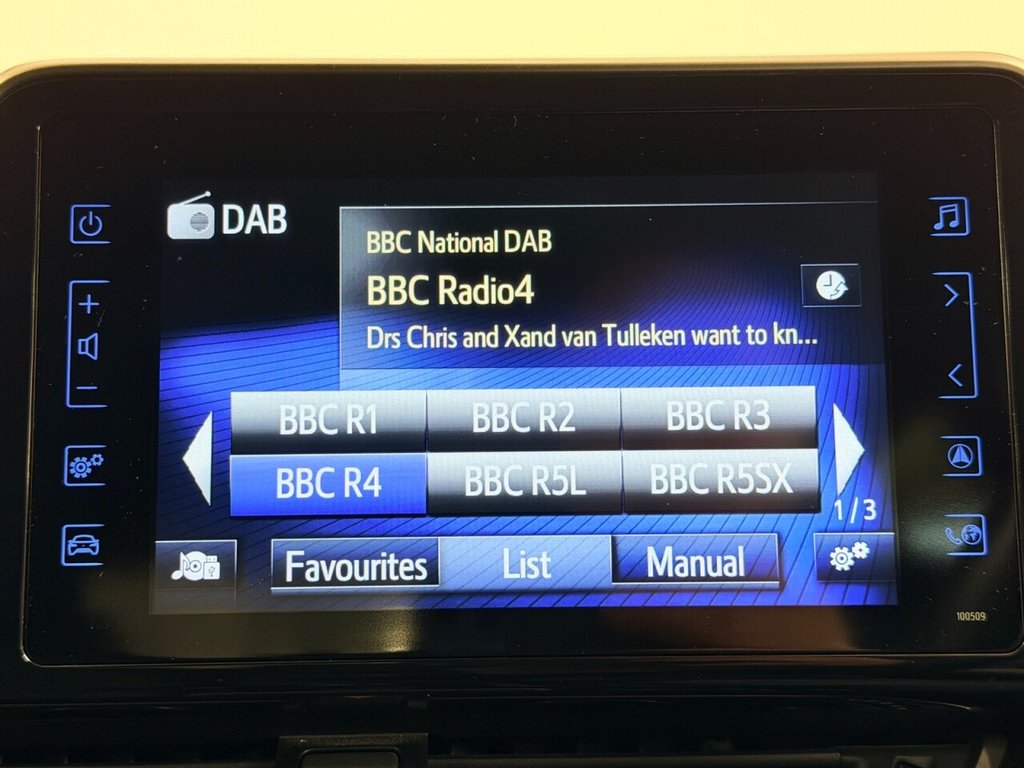 DAB
BBC National DAB
BBC Radio4
Drs Chris and Xand van Tulleken want to kn...
BBC R1 BBC R2 BBC R3
BBC R4 BBC R5L BBC R5SX
1/3
Favourites List Manual
100509